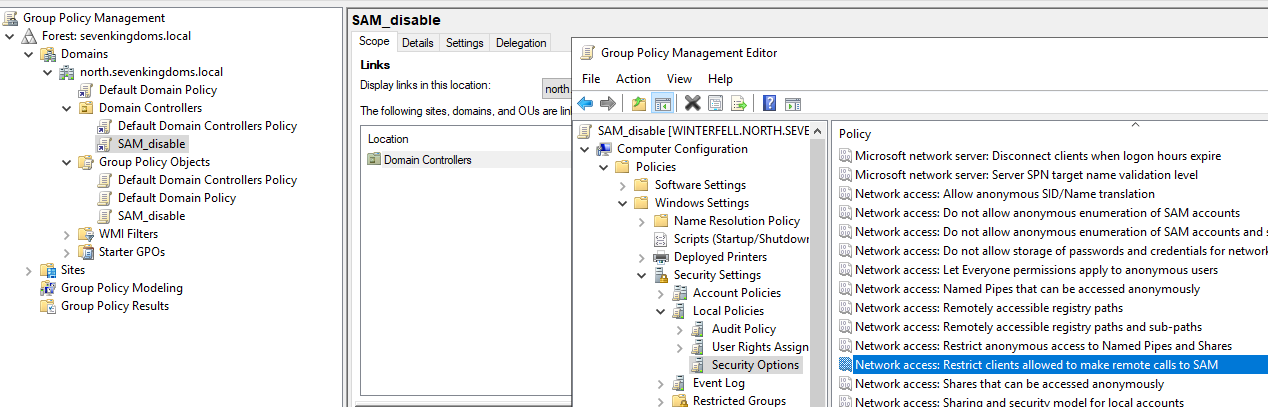 Group Policy Management
Forest: sevenkingdoms.local
Domains
north.sevenkingdoms.local
Default Domain Policy
Domain Controllers
Default Domain Controllers Policy
SAM_disable
Group Policy Objects
Default Domain Controllers Policy
Default Domain Policy
SAM_disable
WMI Filters
Starter GPOs
Sites
Group Policy Modeling
Group Policy Results
SAM_disable
Scope Details Settings Delegation
Links
Display links in this location: north
The following sites, domains, and OUs are lin
Location
Domain Controllers
Group Policy Management Editor
File Action View Help
SAM_disable [WINTERFELL.NORTH.SEVE
Computer Configuration
Policies
Software Settings
Windows Settings
Name Resolution Policy
Scripts (Startup/Shutdown
Deployed Printers
Security Settings
Account Policies
Local Policies
Audit Policy
User Rights Assign
Security Options
Event Log
Restricted Groups
Policy
Microsoft network server: Disconnect clients when logon hours expire
Microsoft network server: Server SPN target name validation level
Network access: Allow anonymous SID/Name translation
Network access: Do not allow anonymous enumeration of SAM accounts
Network access: Do not allow anonymous enumeration of SAM accounts and s
Network access: Do not allow storage of passwords and credentials for network
Network access: Let Everyone permissions apply to anonymous users
Network access: Named Pipes that can be accessed anonymously
Network access: Remotely accessible registry paths
Network access: Remotely accessible registry paths and sub-paths
Network access: Restrict anonymous access to Named Pipes and Shares
Network access: Restrict clients allowed to make remote calls to SAM
Network access: Shares that can be accessed anonymously
Network access: Sharing and security model for local accounts